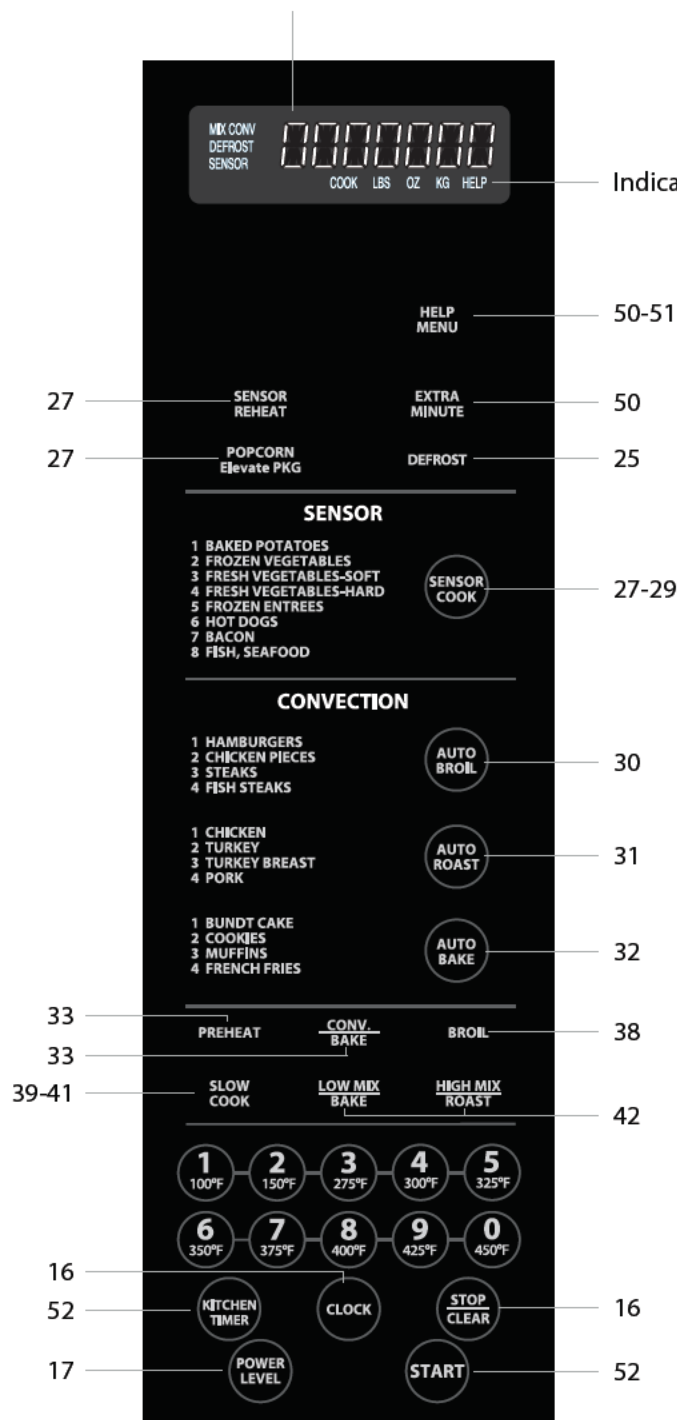 MIX CONV
DEFROST
SENSOR
COOK LBS OZ KG HELP
Indica
HELP
MENU
50-51
27
SENSOR
REHEAT
EXTRA
MINUTE
50
27
POPCORN
Elevate PKG
DEFROST
25
SENSOR
1 BAKED POTATOES
2 FROZEN VEGETABLES
3 FRESH VEGETABLES-SOFT
4 FRESH VEGETABLES-HARD
5 FROZEN ENTREES
6 HOT DOGS
7 BACON
8 FISH, SEAFOOD
SENSOR
COOK
27-29
CONVECTION
1 HAMBURGERS
2 CHICKEN PIECES
3 STEAKS
4 FISH STEAKS
AUTO
BROIL
30
1 CHICKEN
2 TURKEY
3 TURKEY BREAST
4 PORK
AUTO
ROAST
31
1 BUNDT CAKE
2 COOKIES
3 MUFFINS
4 FRENCH FRIES
AUTO
BAKE
32
33
PREHEAT
CONV.
BAKE
BROIL
38
33
39-41
SLOW
COOK
LOW MIX
BAKE
HIGH MIX
ROAST
42
1 2 3 4 5
100°F 150°F 275°F 300°F 325°F
6 7 8 9 0
350°F 375°F 400°F 425°F 450°F
16
52
KITCHEN
TIMER
CLOCK
STOP
CLEAR
16
17
POWER
LEVEL
START
52